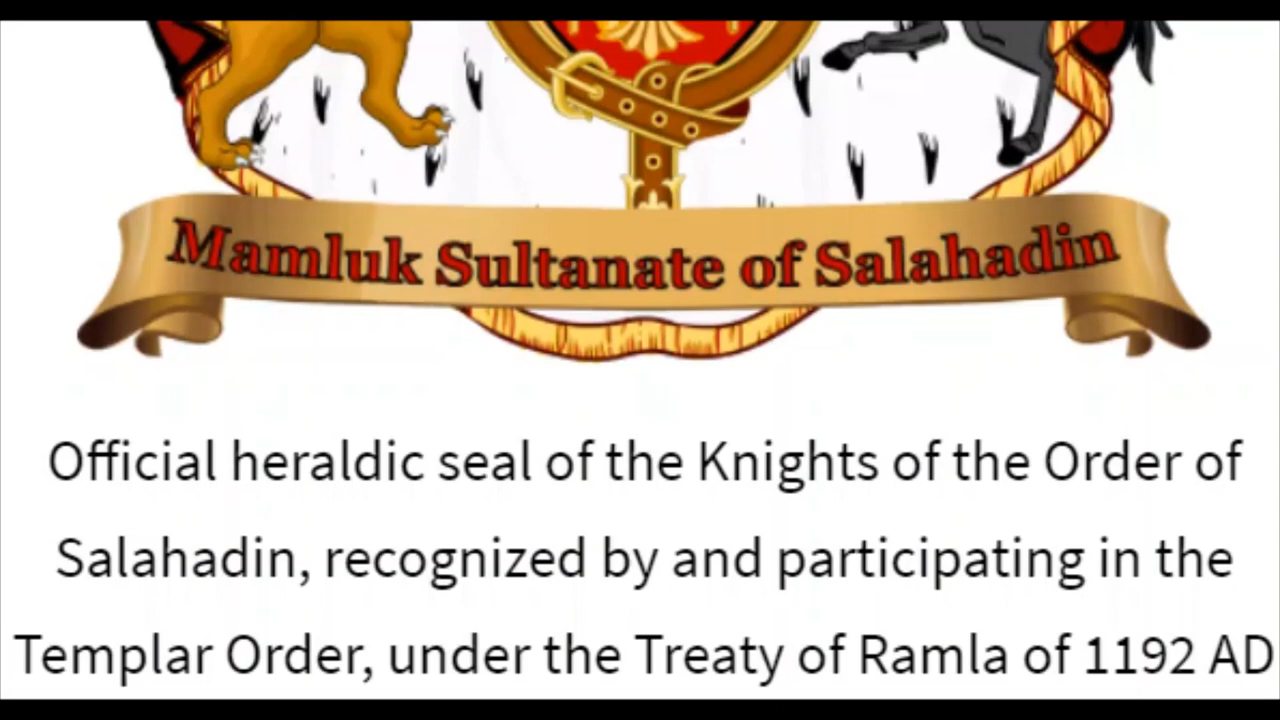 Mamluk Sultanate of Salahadin
Official heraldic seal of the Knights of the Order of
Salahadin, recognized by and participating in the
Templar Order, under the Treaty of Ramla of 1192 AD